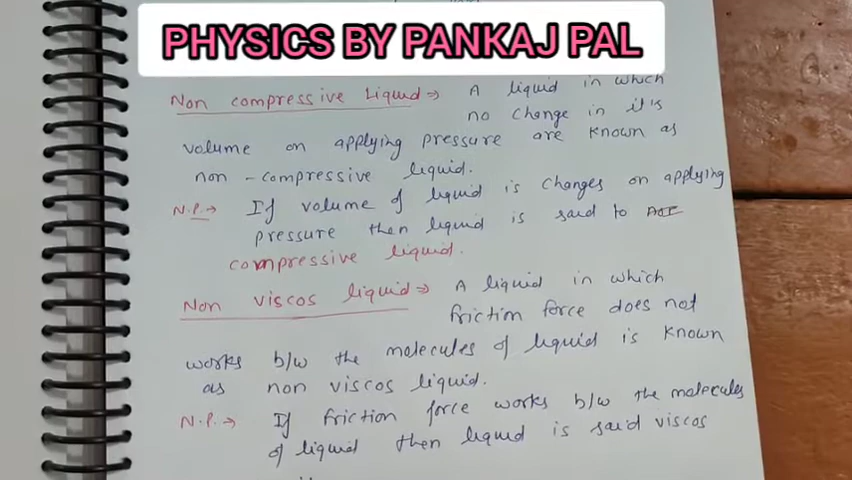 PHYSICS BY PANKAJ PAL
Non compressive Liquid ⇒ A liquid in which
no change in it's
volume on applying pressure are known as
non - compressive liquid.
N.P.→ If volume of liquid is changes on applying
pressure then liquid is said to
compressive liquid.
Non viscos liquid ⇒ A liquid in which
friction force does not
works b/w the molecules of liquid is known
as non viscos liquid.
N.P.→ If friction force works b/w the molecules
of liquid then liquid is said viscos